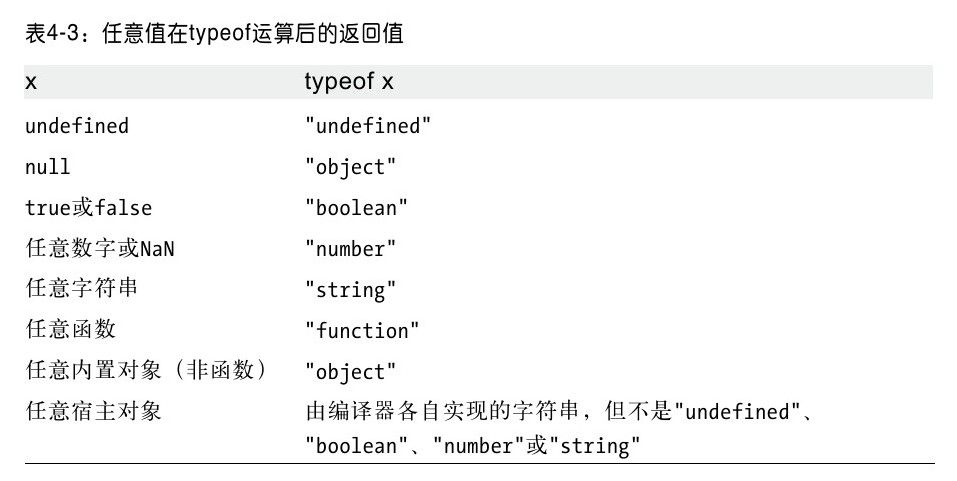 表4-3：任意值在typeof运算后的返回值
x typeof x
undefined "undefined"
null "object"
true或false "boolean"
任意数字或NaN "number"
任意字符串 "string"
任意函数 "function"
任意内置对象（非函数） "object"
任意宿主对象 由编译器各自实现的字符串，但不是"undefined"、
"boolean"、"number"或"string"